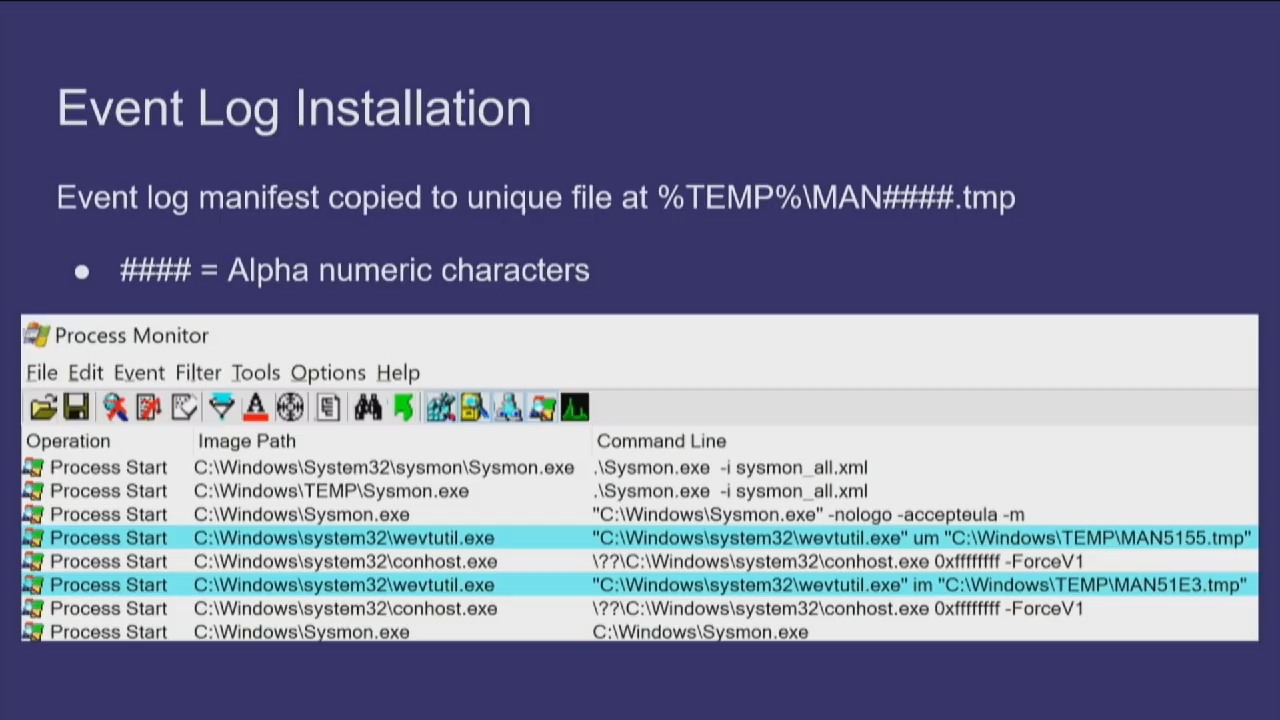 Event Log Installation
Event log manifest copied to unique file at %TEMP%\MAN####.tmp
● #### = Alpha numeric characters
Process Monitor
File Edit Event Filter Tools Options Help
Operation Image Path Command Line
Process Start C:\Windows\System32\sysmon\Sysmon.exe .\Sysmon.exe -i sysmon_all.xml
Process Start C:\Windows\TEMP\Sysmon.exe .\Sysmon.exe -i sysmon_all.xml
Process Start C:\Windows\Sysmon.exe "C:\Windows\Sysmon.exe" -nologo -accepteula -m
Process Start C:\Windows\system32\wevtutil.exe "C:\Windows\system32\wevtutil.exe" um "C:\Windows\TEMP\MAN5155.tmp"
Process Start C:\Windows\system32\conhost.exe \??\C:\Windows\system32\conhost.exe 0xffffffff -ForceV1
Process Start C:\Windows\system32\wevtutil.exe "C:\Windows\system32\wevtutil.exe" im "C:\Windows\TEMP\MAN51E3.tmp"
Process Start C:\Windows\system32\conhost.exe \??\C:\Windows\system32\conhost.exe 0xffffffff -ForceV1
Process Start C:\Windows\Sysmon.exe C:\Windows\Sysmon.exe